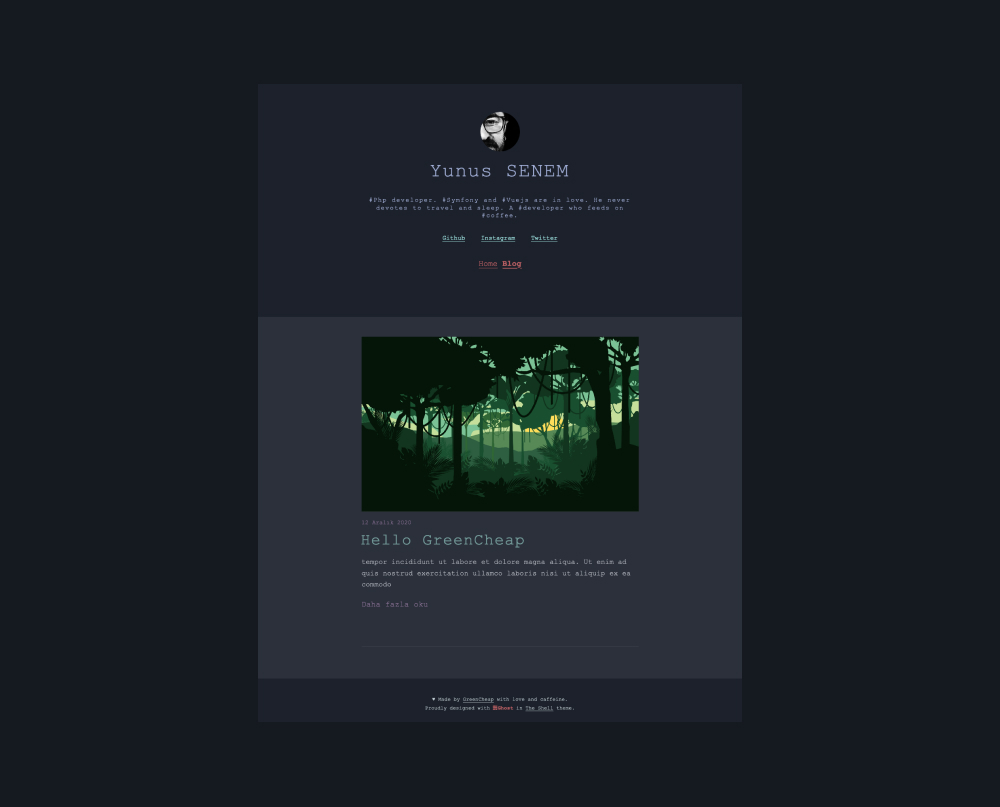 Yunus SENEM
#Php developer. #Symfony and #Vuejs are in love. He never
devotes to travel and sleep. A #developer who feeds on
#coffee.
Github Instagram Twitter
Home Blog
12 Aralık 2020
Hello GreenCheap
tempor incididunt ut labore et dolore magna aliqua. Ut enim ad
quis nostrud exercitation ullamco laboris nisi ut aliquip ex ea
commodo
Daha fazla oku
♥ Made by GreenCheap with love and caffeine.
Proudly designed with Ghost in The Shell theme.